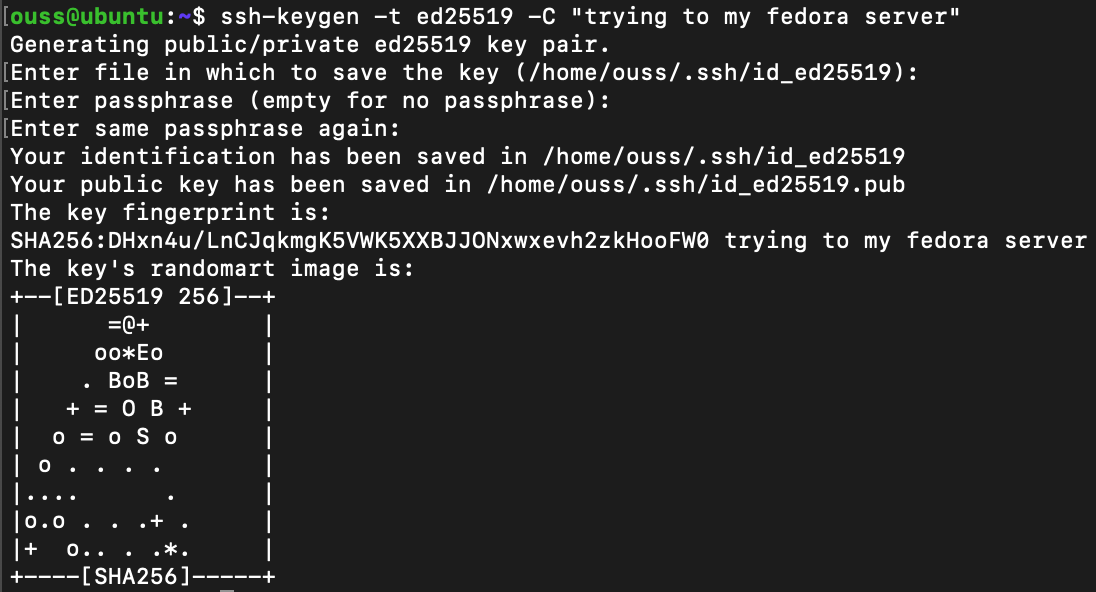 ouss@ubuntu:~$ ssh-keygen -t ed25519 -C "trying to my fedora server"
Generating public/private ed25519 key pair.
Enter file in which to save the key (/home/ouss/.ssh/id_ed25519):
Enter passphrase (empty for no passphrase):
Enter same passphrase again:
Your identification has been saved in /home/ouss/.ssh/id_ed25519
Your public key has been saved in /home/ouss/.ssh/id_ed25519.pub
The key fingerprint is:
SHA256:DHxn4u/LnCJqkmgK5VWK5XXBJJONxwxevh2zkHooFW0 trying to my fedora server
The key's randomart image is:
+--[ED25519 256]--+
|      =@+        |
|     oo*Eo       |
|    . BoB =      |
|   + = O B +     |
|  o = o S o      |
| o . . . .       |
|....      .      |
|o.o . . .+ .     |
|+  o.. . .*.     |
+----[SHA256]-----+